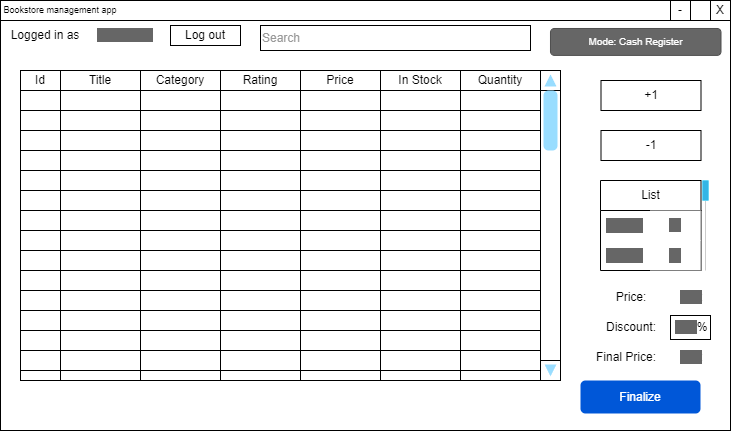 Bookstore management app - X
Logged in as Log out Search Mode: Cash Register
Id Title Category Rating Price In Stock Quantity
+1
-1
List
Price:
Discount: %
Final Price:
Finalize